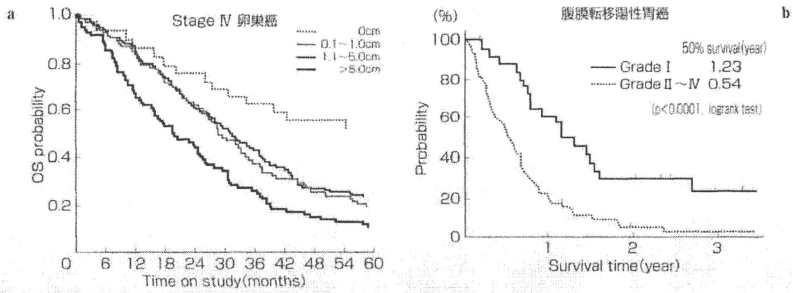 a
Stage Ⅳ 卵巣癌
0cm
0.1～1.0cm
1.1～5.0cm
>5.0cm
OS probability
1.0
0.8
0.6
0.4
0.2
0 6 12 18 24 30 36 42 48 54 60
Time on study(months)
b
(%)
腹膜転移陽性胃癌
50% survival(year)
Grade Ⅰ 1.23
Grade Ⅱ～Ⅳ 0.54
(p<0.0001, logrank test)
Probability
100
80
60
40
20
0
1 2 3
Survival time(year)